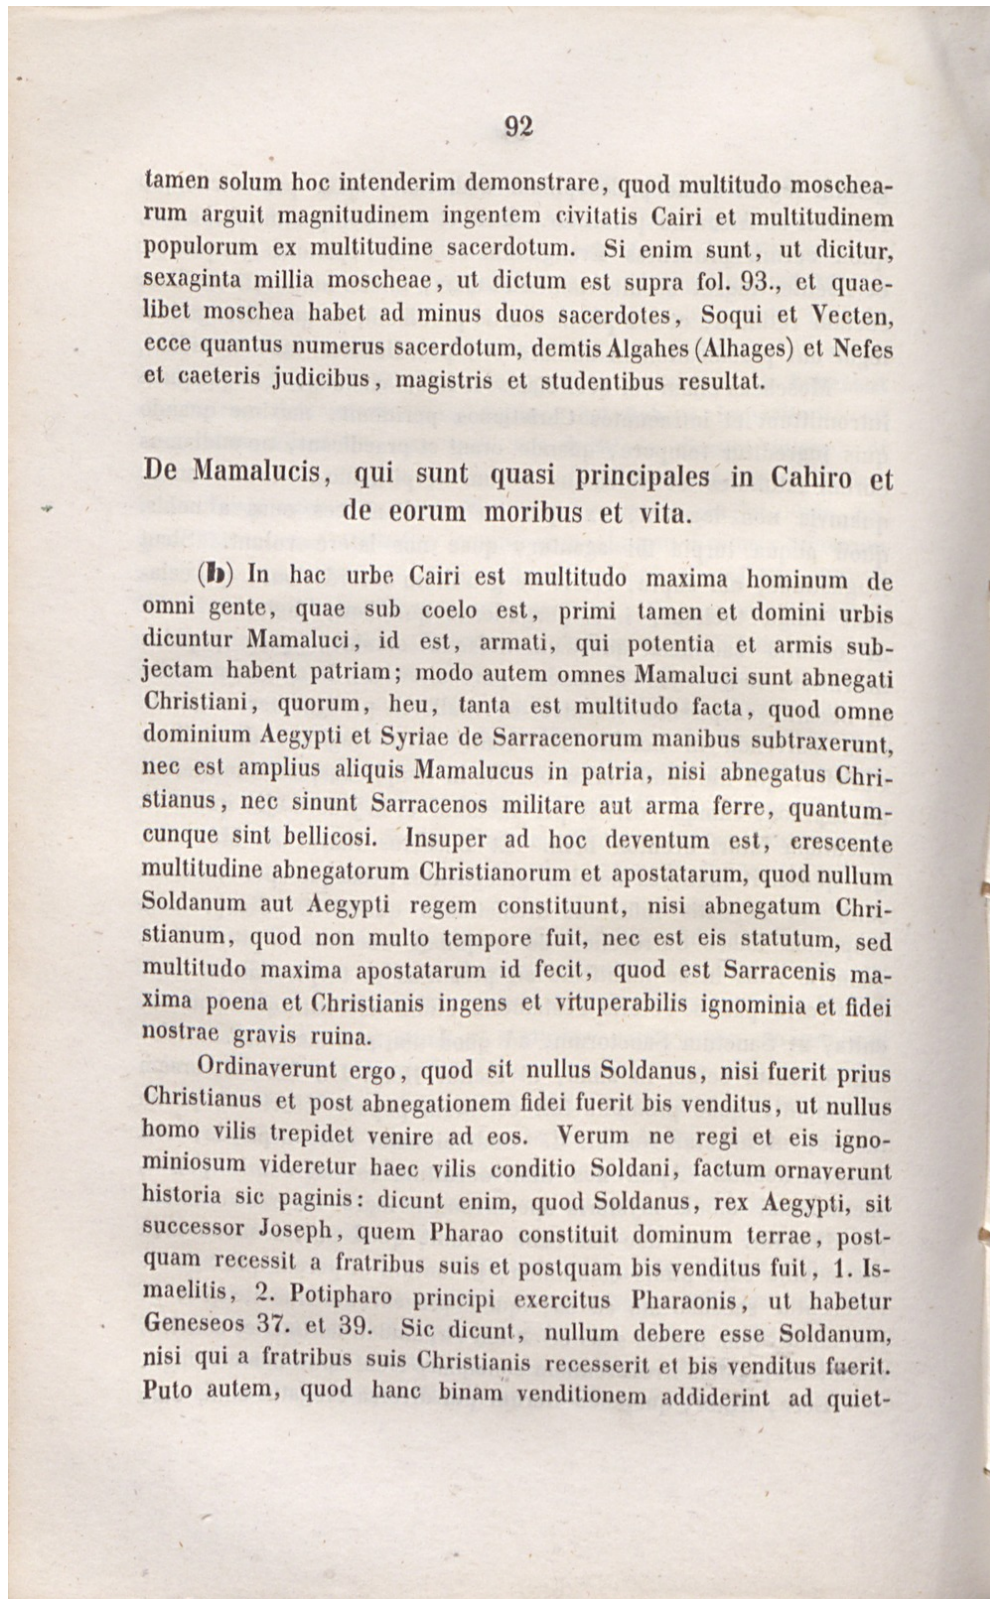 92
tamen solum hoc intenderim demonstrare, quod multitudo moschea-
rum arguit magnitudinem ingentem civitatis Cairi et multitudinem
populorum ex multitudine sacerdotum. Si enim sunt, ut dicitur,
sexaginta millia moscheae, ut dictum est supra fol. 93., et quae-
libet moschea habet ad minus duos sacerdotes, Soqui et Vecten,
ecce quantus numerus sacerdotum, demtis Algahes (Alhages) et Nefes
et caeteris judicibus, magistris et studentibus resultat.
De Mamalucis, qui sunt quasi principales in Cahiro et
de eorum moribus et vita.
(b) In hac urbe Cairi est multitudo maxima hominum de
omni gente, quae sub coelo est, primi tamen et domini urbis
dicuntur Mamaluci, id est, armati, qui potentia et armis sub-
jectam habent patriam; modo autem omnes Mamaluci sunt abnegati
Christiani, quorum, heu, tanta est multitudo facta, quod omne
dominium Aegypti et Syriae de Sarracenorum manibus subtraxerunt,
nec est amplius aliquis Mamalucus in patria, nisi abnegatus Chri-
stianus, nec sinunt Sarracenos militare aut arma ferre, quantum-
cunque sint bellicosi. Insuper ad hoc deventum est, crescente
multitudine abnegatorum Christianorum et apostatarum, quod nullum
Soldanum aut Aegypti regem constituunt, nisi abnegatum Chri-
stianum, quod non multo tempore fuit, nec est eis statutum, sed
multitudo maxima apostatarum id fecit, quod est Sarracenis ma-
xima poena et Christianis ingens et vituperabilis ignominia et fidei
nostrae gravis ruina.
Ordinaverunt ergo, quod sit nullus Soldanus, nisi fuerit prius
Christianus et post abnegationem fidei fuerit bis venditus, ut nullus
homo vilis trepidet venire ad eos. Verum ne regi et eis igno-
miniosum videretur haec vilis conditio Soldani, factum ornaverunt
historia sic paginis: dicunt enim, quod Soldanus, rex Aegypti, sit
successor Joseph, quem Pharao constituit dominum terrae, post-
quam recessit a fratribus suis et postquam bis venditus fuit, 1. Is-
maelitis, 2. Potipharo principi exercitus Pharaonis, ut habetur
Geneseos 37. et 39. Sic dicunt, nullum debere esse Soldanum,
nisi qui a fratribus suis Christianis recesserit et bis venditus fuerit.
Puto autem, quod hanc binam venditionem addiderint ad quiet-